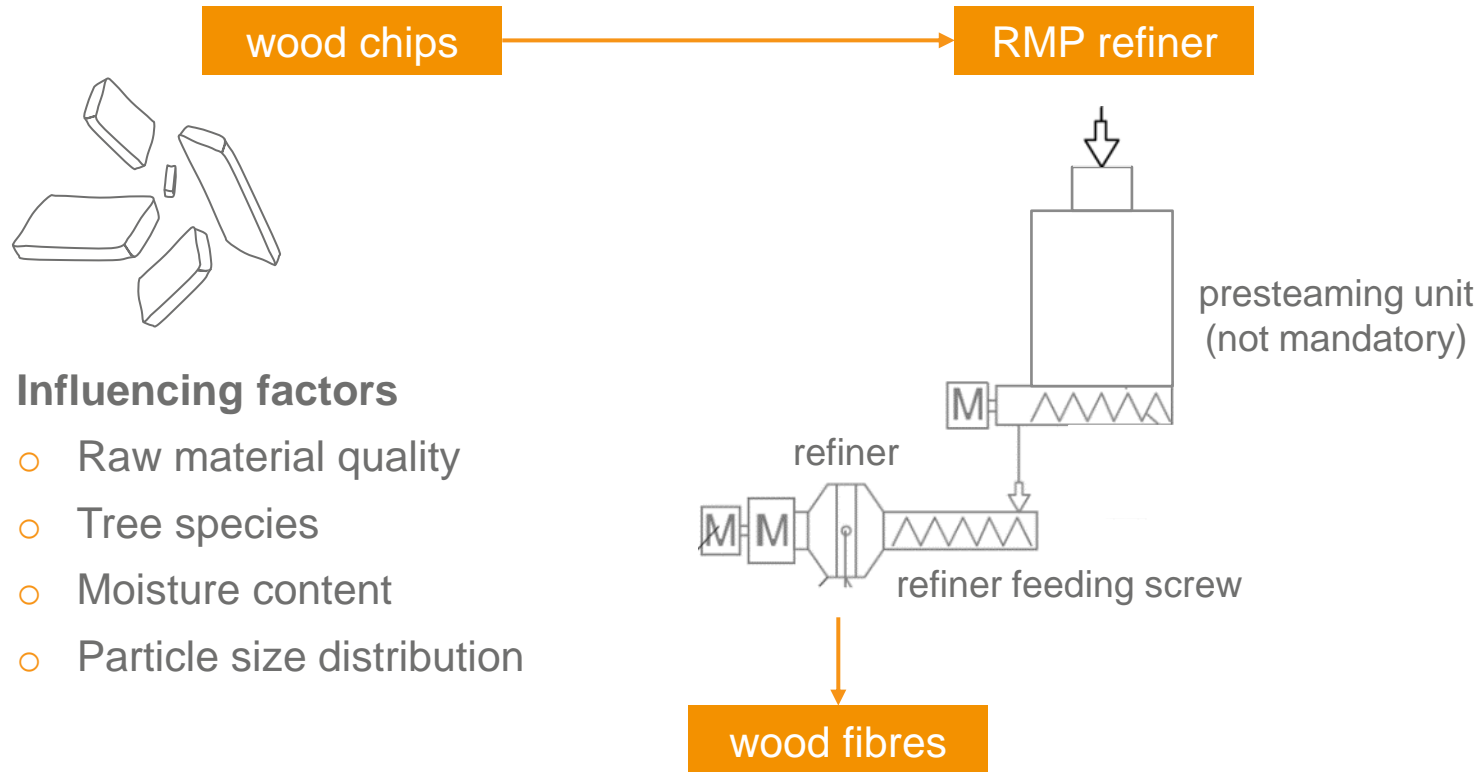 wood chips
RMP refiner
presteaming unit
(not mandatory)
Influencing factors
Raw material quality
Tree species
Moisture content
Particle size distribution
M
refiner
M M
refiner feeding screw
wood fibres